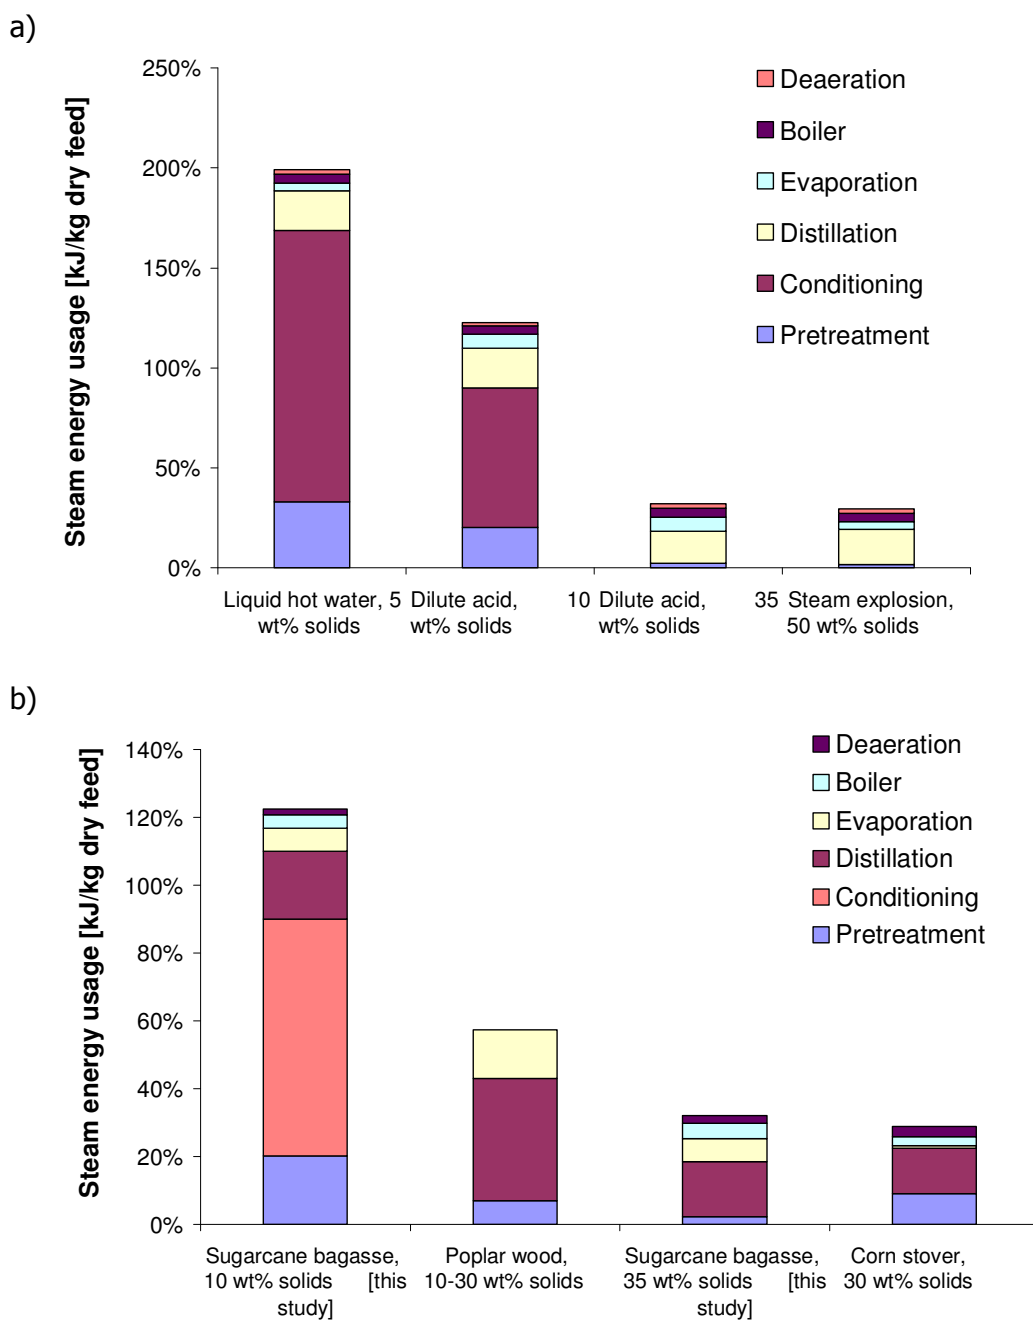 a)
250%
200%
150%
100%
50%
0%
Steam energy usage [kJ/kg dry feed]
Deaeration
Boiler
Evaporation
Distillation
Conditioning
Pretreatment
Liquid hot water, 5 Dilute acid, 10 Dilute acid, 35 Steam explosion,
wt% solids wt% solids wt% solids 50 wt% solids
b)
140%
120%
100%
80%
60%
40%
20%
0%
Steam energy usage [kJ/kg dry feed]
Deaeration
Boiler
Evaporation
Distillation
Conditioning
Pretreatment
Sugarcane bagasse, Poplar wood, Sugarcane bagasse, Corn stover,
10 wt% solids [this 10-30 wt% solids 35 wt% solids [this 30 wt% solids
study] study]